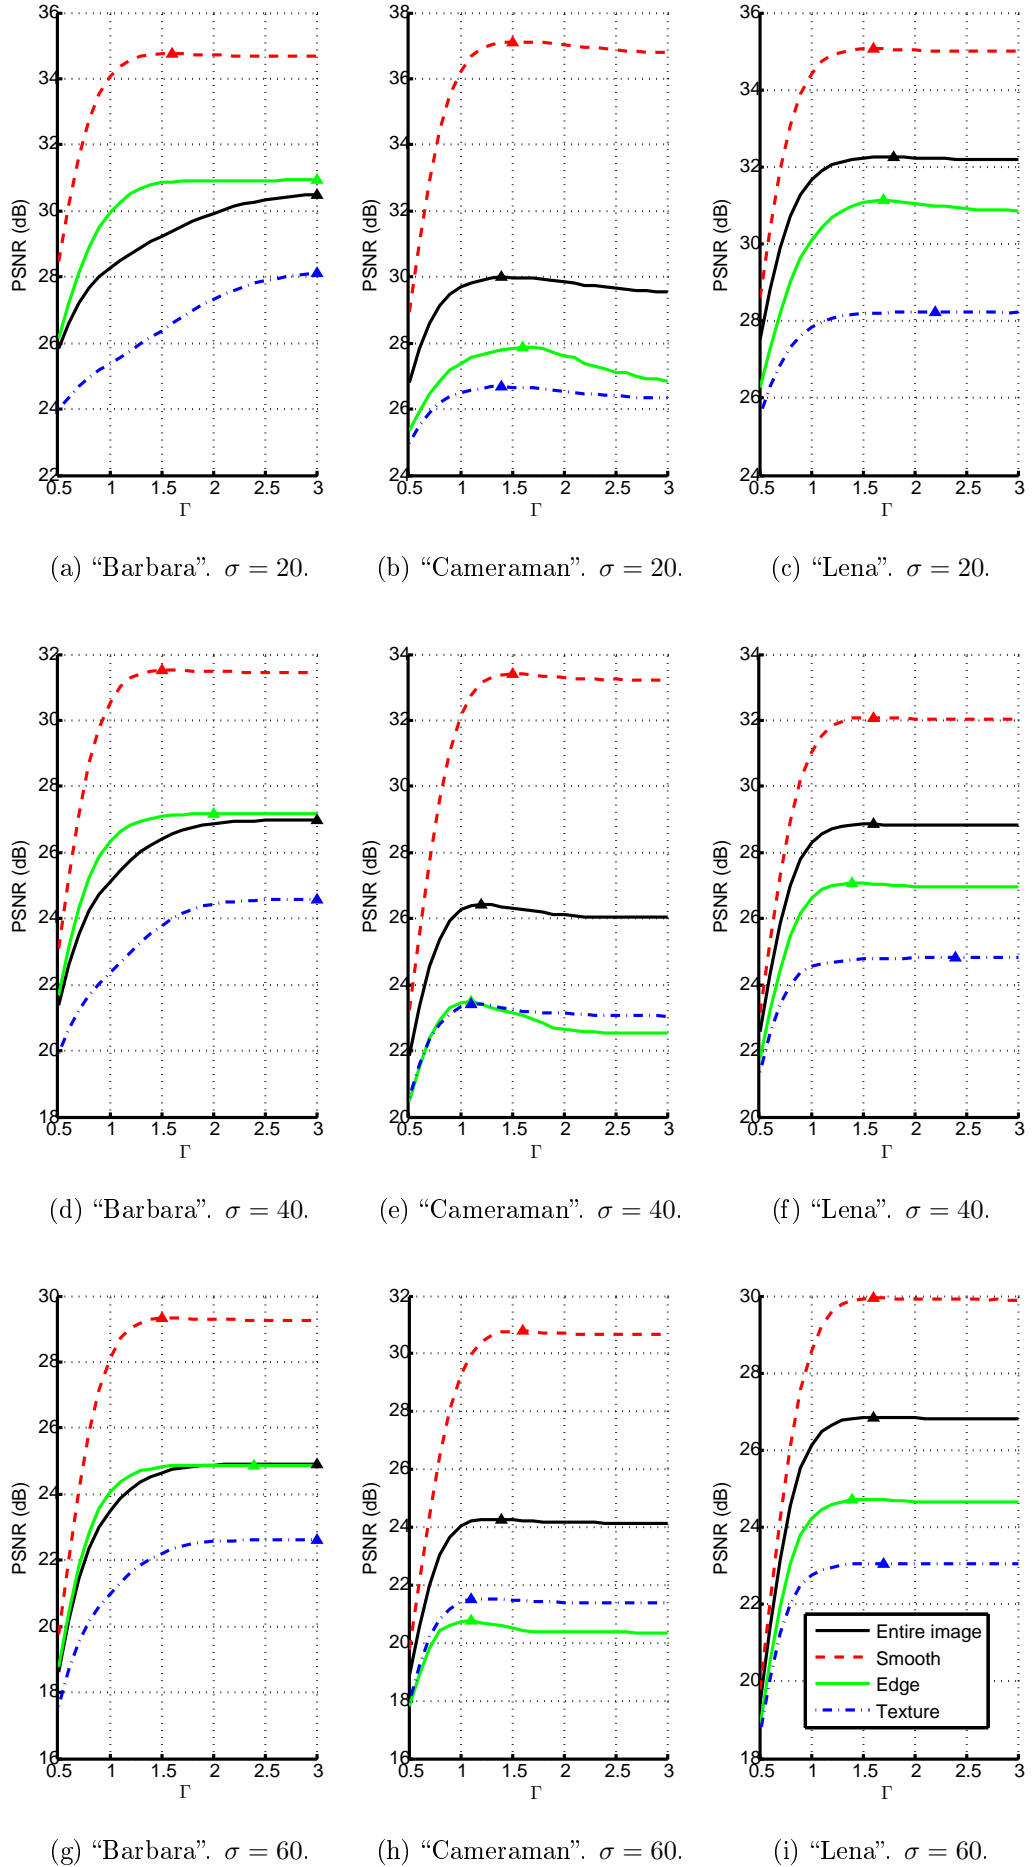 36
34
32
30
28
26
24
22
PSNR (dB)
0.5 1 1.5 2 2.5 3
Γ
(a) “Barbara”. σ = 20.
38
36
34
32
30
28
26
24
PSNR (dB)
0.5 1 1.5 2 2.5 3
Γ
(b) “Cameraman”. σ = 20.
36
34
32
30
28
26
24
PSNR (dB)
0.5 1 1.5 2 2.5 3
Γ
(c) “Lena”. σ = 20.
32
30
28
26
24
22
20
18
PSNR (dB)
0.5 1 1.5 2 2.5 3
Γ
(d) “Barbara”. σ = 40.
34
32
30
28
26
24
22
20
PSNR (dB)
0.5 1 1.5 2 2.5 3
Γ
(e) “Cameraman”. σ = 40.
34
32
30
28
26
24
22
20
PSNR (dB)
0.5 1 1.5 2 2.5 3
Γ
(f) “Lena”. σ = 40.
30
28
26
24
22
20
18
16
PSNR (dB)
0.5 1 1.5 2 2.5 3
Γ
(g) “Barbara”. σ = 60.
32
30
28
26
24
22
20
18
16
PSNR (dB)
0.5 1 1.5 2 2.5 3
Γ
(h) “Cameraman”. σ = 60.
30
28
26
24
22
20
18
PSNR (dB)
Entire image
Smooth
Edge
Texture
0.5 1 1.5 2 2.5 3
Γ
(i) “Lena”. σ = 60.